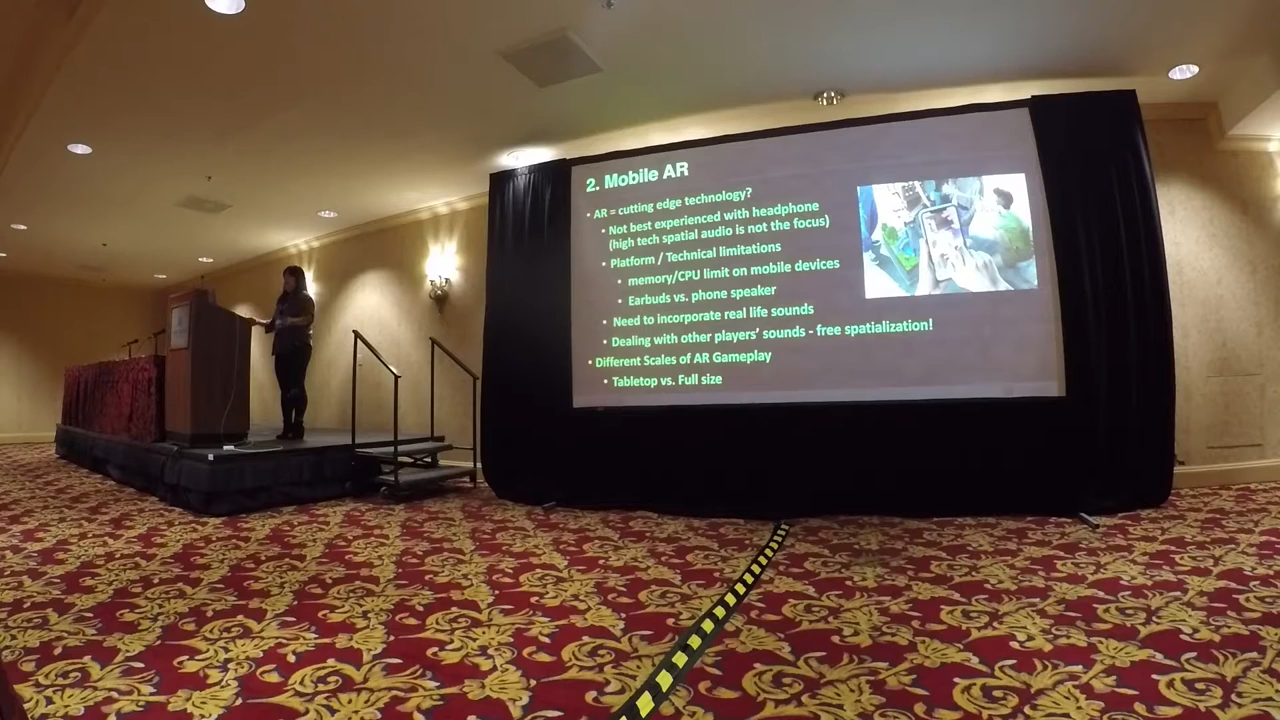 2. Mobile AR
• AR = cutting edge technology?
• Not best experienced with headphone
(high tech spatial audio is not the focus)
• Platform / Technical limitations
• memory/CPU limit on mobile devices
• Earbuds vs. phone speaker
• Need to incorporate real life sounds
• Dealing with other players’ sounds - free spatialization!
• Different Scales of AR Gameplay
• Tabletop vs. Full size